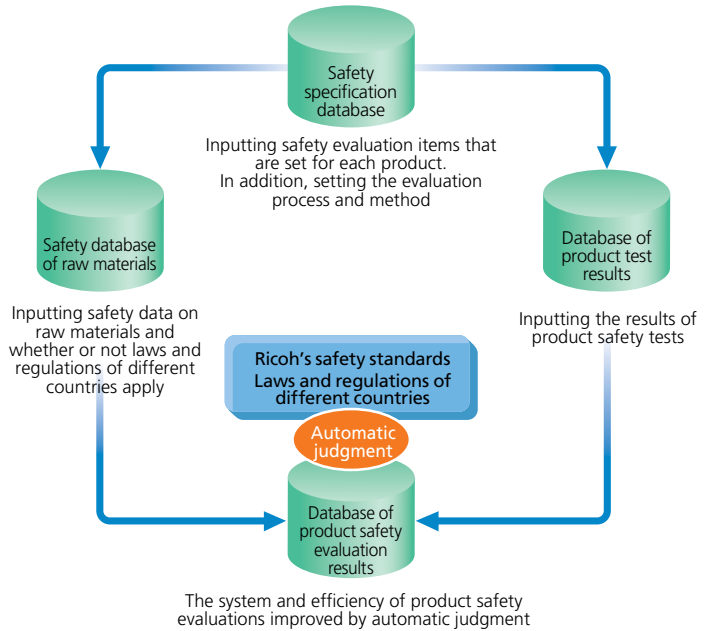 Safety
specification
database
Inputting safety evaluation items that
are set for each product.
In addition, setting the evaluation
process and method
Safety database
of raw materials
Inputting safety data on
raw materials and
whether or not laws and
regulations of different
countries apply
Database of
product test
results
Inputting the results of
product safety tests
Ricoh's safety standards
Laws and regulations of
different countries
Automatic
judgment
Database of
product safety
evaluation
results
The system and efficiency of product safety
evaluations improved by automatic judgment